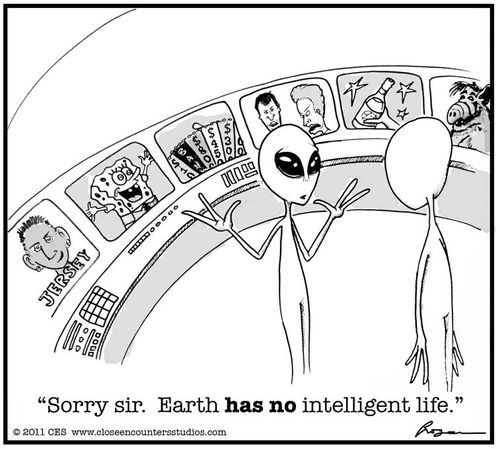 JERSEY
"Sorry sir. Earth has no intelligent life."
© 2011 CES www.closeencountersstudios.com